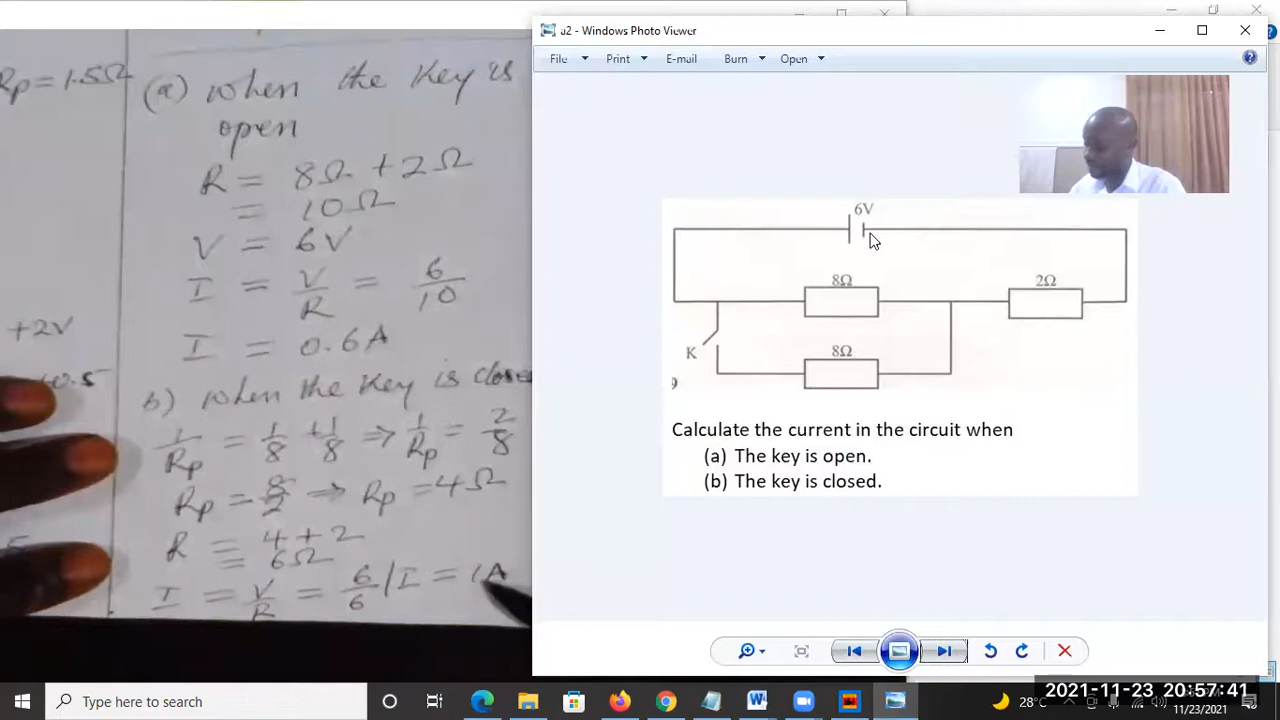 Rp = 1.5Ω
(a) when the key is
open
R = 8Ω + 2Ω
= 10Ω
V = 6V
I = V/R = 6/10
I = 0.6A
+2V
b) when the key is close
1/Rp = 1/8 + 1/8 ⇒ 1/Rp = 2/8
Rp = 8/2 ⇒ Rp = 4Ω
R = 4 + 2
= 6Ω
I = V/R = 6/6 / I = 1A
a2 - Windows Photo Viewer
File Print E-mail Burn Open
6V
8Ω 2Ω
K 8Ω
Calculate the current in the circuit when
(a) The key is open.
(b) The key is closed.
Type here to search
28°C
2021-11-23 20:57:41
11/23/2021